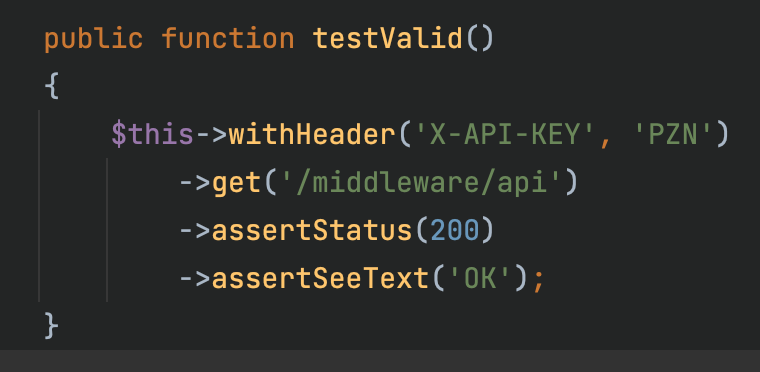 public function testValid()
{
    $this->withHeader('X-API-KEY', 'PZN')
        ->get('/middleware/api')
        ->assertStatus(200)
        ->assertSeeText('OK');
}